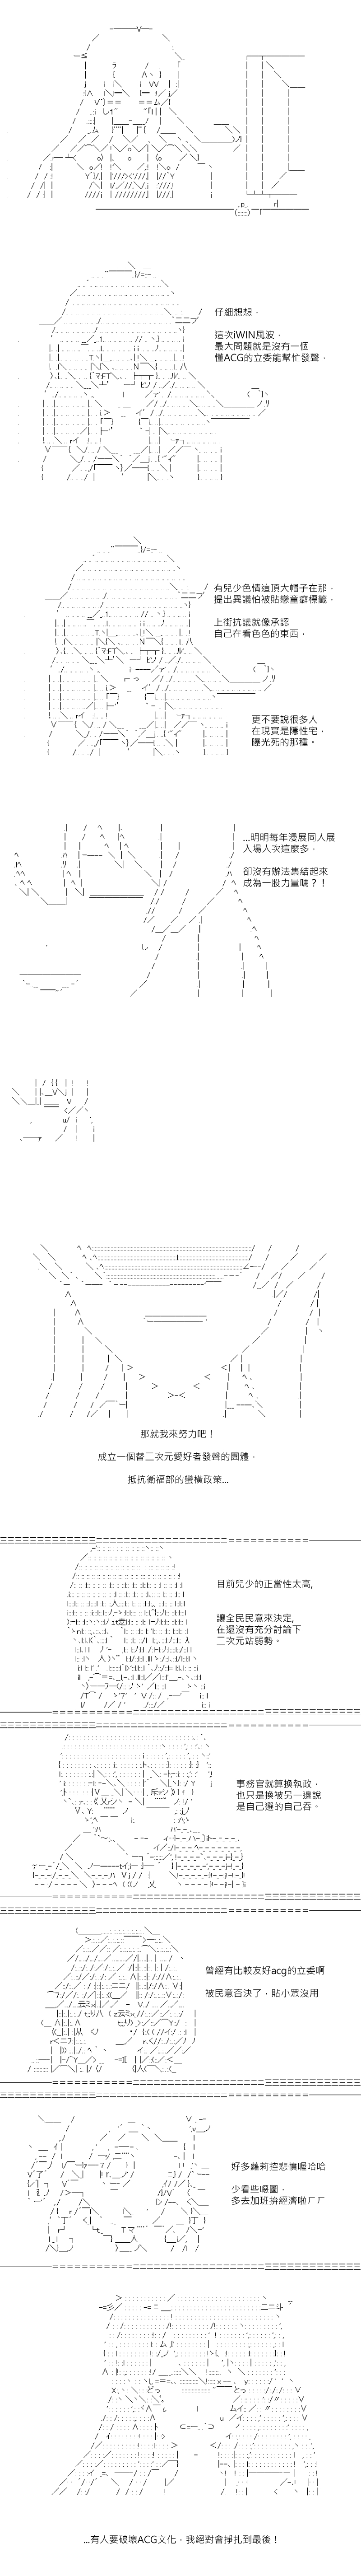 仔細想想，
這次iWIN風波，
最大問題就是沒有一個
懂ACG的立委能幫忙發聲，
有兒少色情這頂大帽子在那，
提出異議怕被貼戀童癖標籤，
上街抗議就像承認
自己在看色色的東西，
更不要說很多人
在現實是隱性宅，
曝光死的那種。
...明明每年漫展同人展
入場人次這麼多，
卻沒有辦法集結起來
成為一股力量嗎？！！
那就我來努力吧！
成立一個替二次元愛好者發聲的團體，
抵抗衛福部的蠻橫政策...
目前兒少的正當性太高,
讓全民民意來決定,
在還沒有充分討論下
二次元站弱勢。
事務官就算換執政，
也只是換被另一邊說
是自己選的自己吞。
曾經有比較友好acg的立委啊
被民意否決了，貼小眾沒用
好多蘿莉控悲憤喔哈哈
少看些噁圖，
多去加班拚經濟啦ㄏㄏ
...有人要破壞ACG文化，我絕對會掙扎到最後！